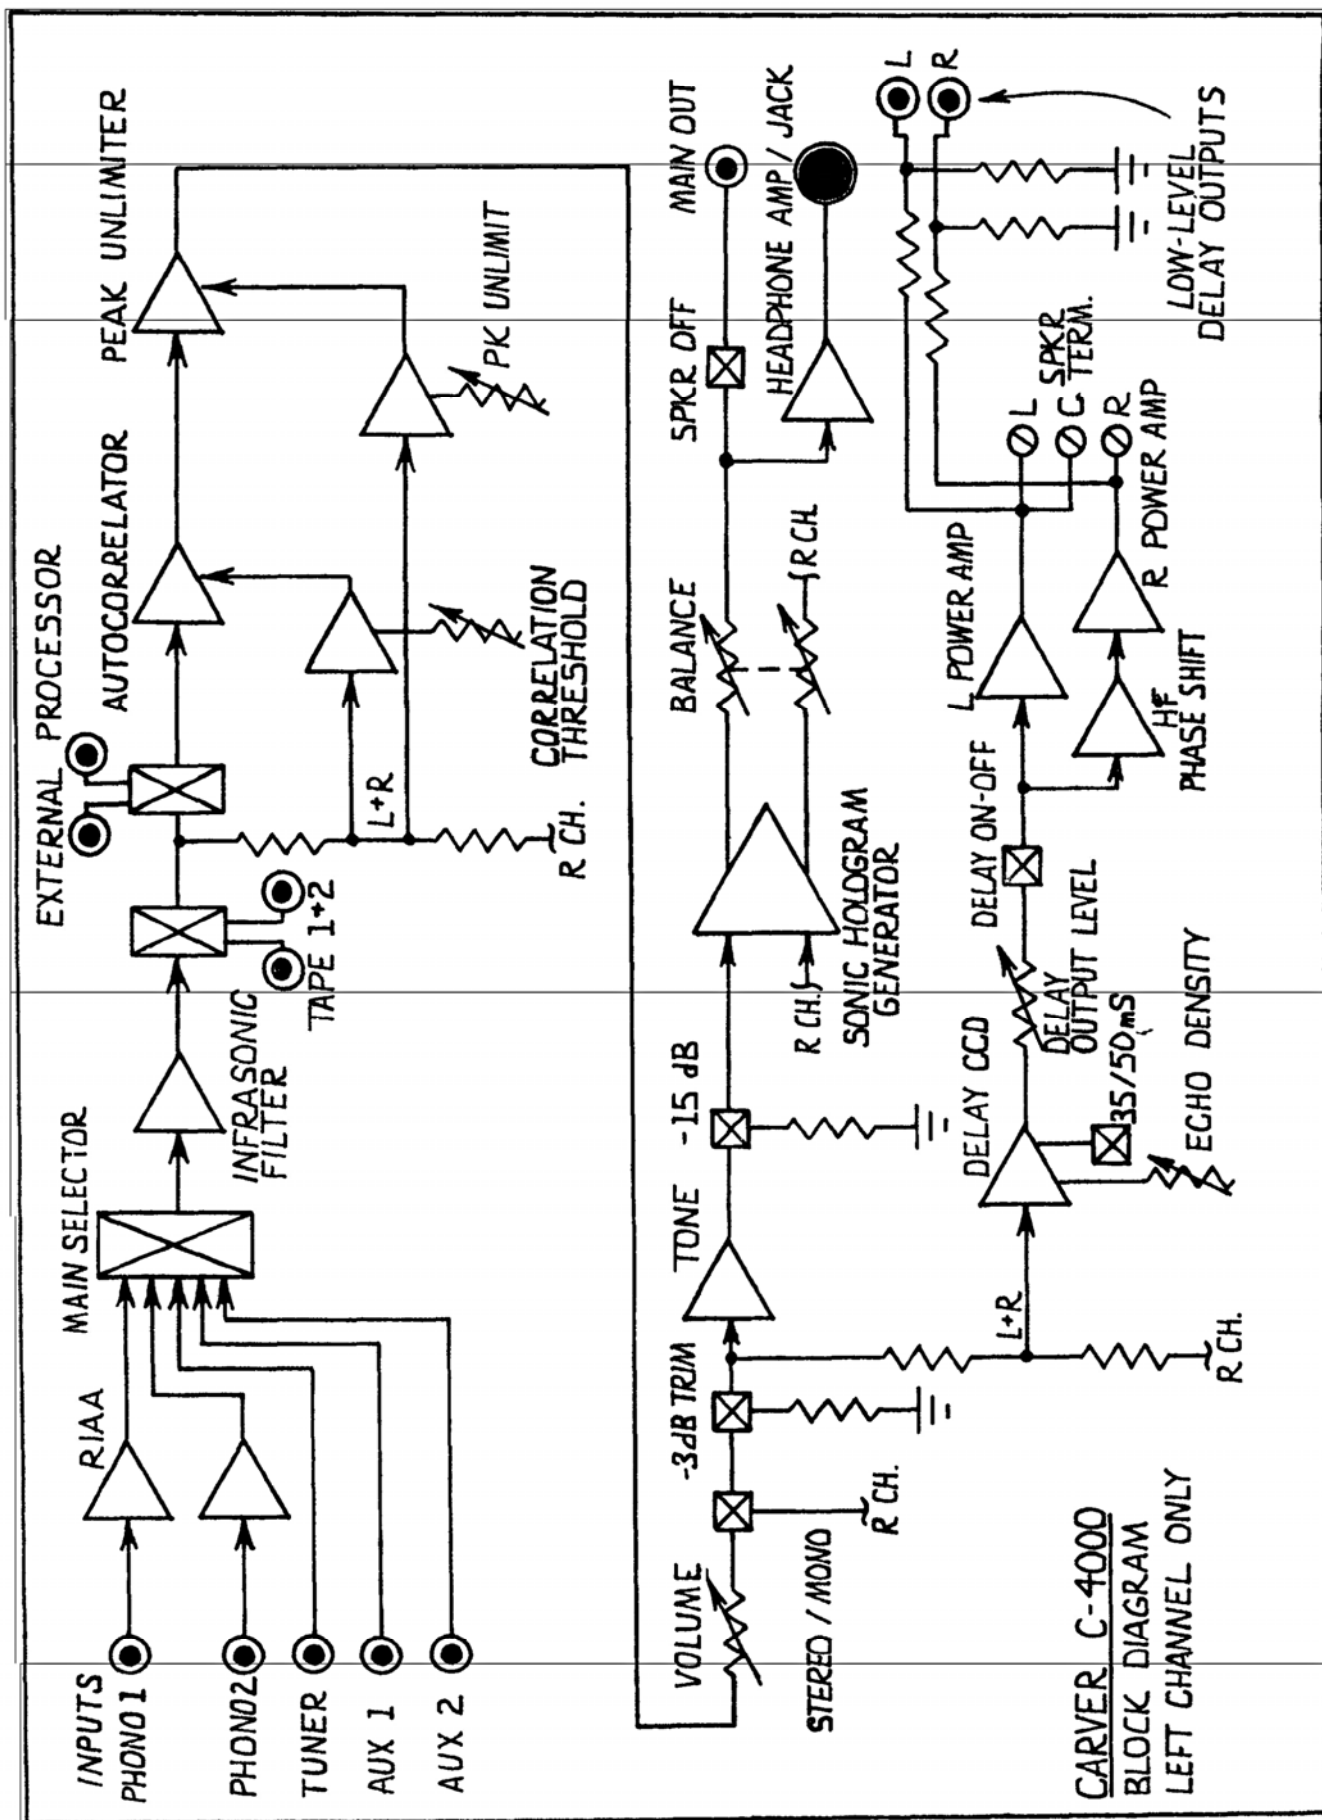 INPUTS
PHONO 1
PHONO2
TUNER
AUX 1
AUX 2
RIAA
MAIN SELECTOR
INFRASONIC
FILTER
TAPE 1+2
EXTERNAL PROCESSOR
AUTOCORRELATOR
PEAK UNLIMITER
L+R
R CH.
CORRELATION
THRESHOLD
PK UNLIMIT
VOLUME
STEREO / MONO
R CH.
-3dB TRIM
TONE
-15 dB
R CH.
SONIC HOLOGRAM
GENERATOR
BALANCE
R CH.
SPKR OFF
MAIN OUT
HEADPHONE AMP / JACK
L+R
R CH.
DELAY CCD
35/50mS
ECHO DENSITY
DELAY
OUTPUT LEVEL
DELAY ON-OFF
L POWER AMP
HF
PHASE SHIFT
R POWER AMP
L
C
R
SPKR
TERM.
L
R
LOW-LEVEL
DELAY OUTPUTS
CARVER C-4000
BLOCK DIAGRAM
LEFT CHANNEL ONLY